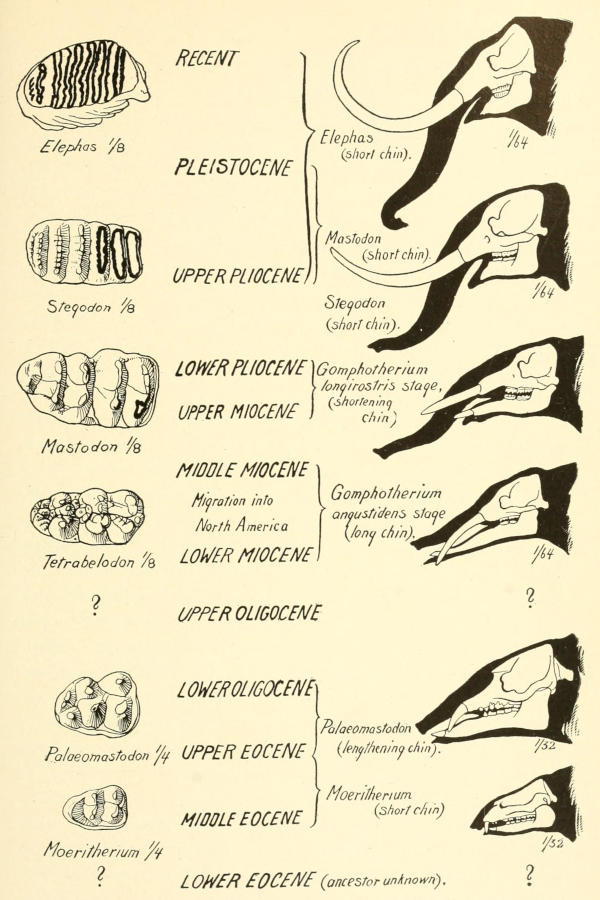 RECENT
Elephas 1/8
Elephas
(short chin).
1/64
PLEISTOCENE
Stegodon 1/8
Mastodon
(short chin).
UPPER PLIOCENE
Stegodon
(short chin).
1/64
Mastodon 1/8
LOWER PLIOCENE
UPPER MIOCENE
Gomphotherium
longirostris stage,
(shortening
chin)
MIDDLE MIOCENE
Migration into
North America
LOWER MIOCENE
Gomphotherium
angustidens stage
(long chin),
1/64
Tetrabelodon 1/8
?
?
UPPER OLIGOCENE
LOWER OLIGOCENE
Palaeomastodon 1/4
UPPER EOCENE
Palaeomastodon
(lengthening chin).
1/32
MIDDLE EOCENE
Moeritherium
(short chin)
1/32
Moeritherium 1/4
?
LOWER EOCENE (ancestor unknown).
?